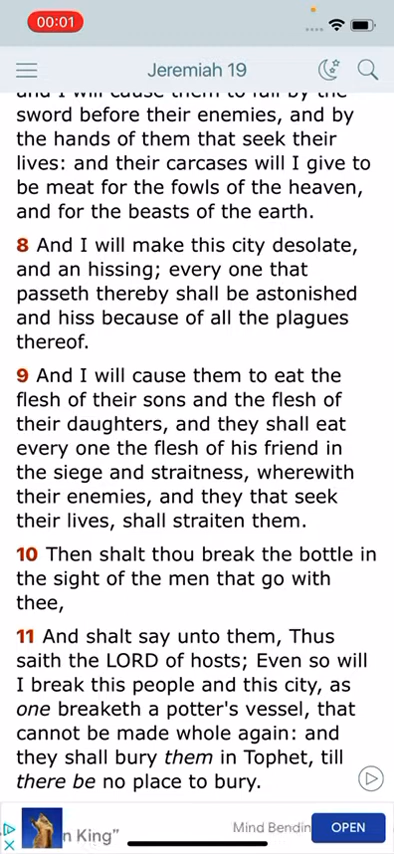 00:01
Jeremiah 19
and I will cause them to fall by the
sword before their enemies, and by
the hands of them that seek their
lives: and their carcases will I give to
be meat for the fowls of the heaven,
and for the beasts of the earth.
8 And I will make this city desolate,
and an hissing; every one that
passeth thereby shall be astonished
and hiss because of all the plagues
thereof.
9 And I will cause them to eat the
flesh of their sons and the flesh of
their daughters, and they shall eat
every one the flesh of his friend in
the siege and straitness, wherewith
their enemies, and they that seek
their lives, shall straiten them.
10 Then shalt thou break the bottle in
the sight of the men that go with
thee,
11 And shalt say unto them, Thus
saith the LORD of hosts; Even so will
I break this people and this city, as
one breaketh a potter's vessel, that
cannot be made whole again: and
they shall bury them in Tophet, till
there be no place to bury.
n King” Mind Bendin OPEN